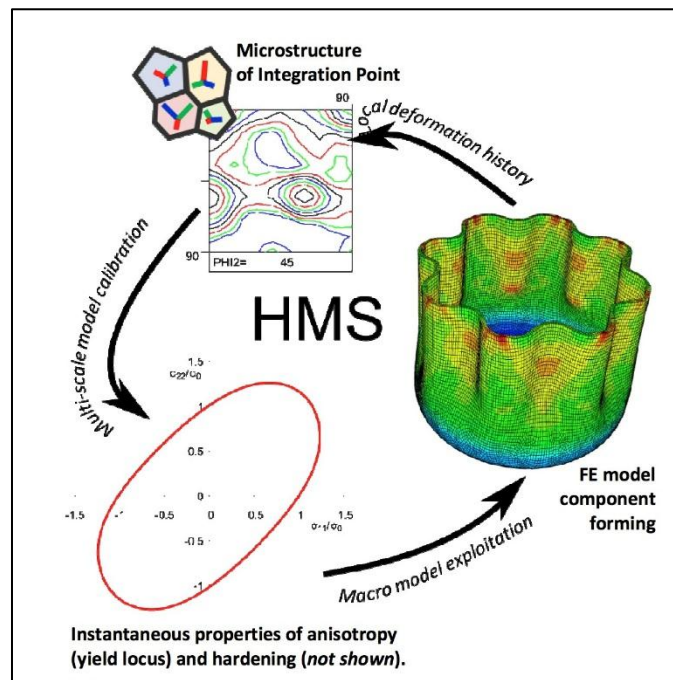 Microstructure
of Integration Point
90
Local deformation history
90
PHI2= 45
Multi-scale model calibration
HMS
1.5
σ22/σ0
1
0.5
0
-1.5
-1
-0.5
0
0.5
1
1.5
σ11/σ0
-0.5
-1
FE model
component
forming
Macro model exploitation
Instantaneous properties of anisotropy
(yield locus) and hardening (not shown).